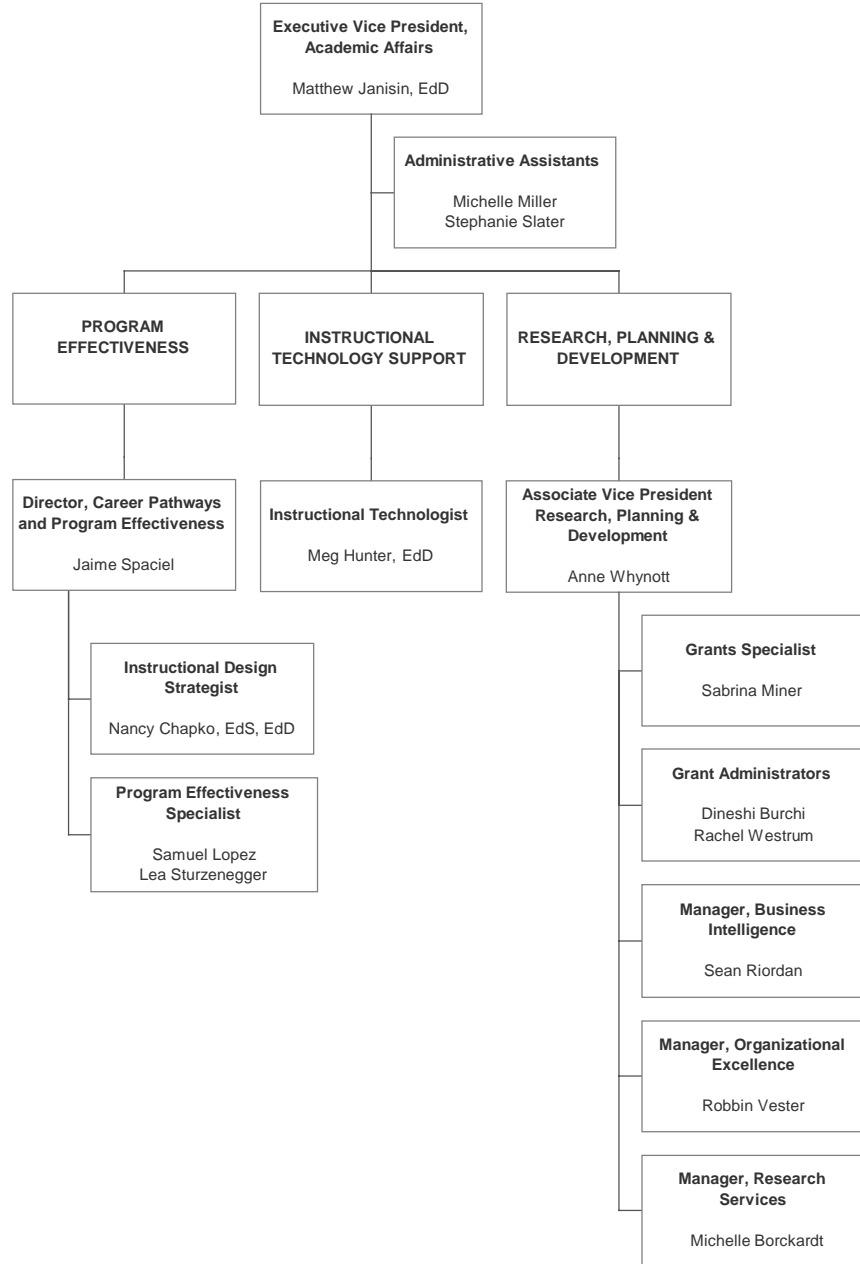 Executive Vice President,
Academic Affairs
Matthew Janisin, EdD
Administrative Assistants
Michelle Miller
Stephanie Slater
PROGRAM
EFFECTIVENESS
INSTRUCTIONAL
TECHNOLOGY SUPPORT
RESEARCH, PLANNING &
DEVELOPMENT
Director, Career Pathways
and Program Effectiveness
Jaime Spaciel
Instructional Technologist
Meg Hunter, EdD
Associate Vice President
Research, Planning &
Development
Anne Whynott
Instructional Design
Strategist
Nancy Chapko, EdS, EdD
Program Effectiveness
Specialist
Samuel Lopez
Lea Sturzenegger
Grants Specialist
Sabrina Miner
Grant Administrators
Dineshi Burchi
Rachel Westrum
Manager, Business
Intelligence
Sean Riordan
Manager, Organizational
Excellence
Robbin Vester
Manager, Research
Services
Michelle Borckardt